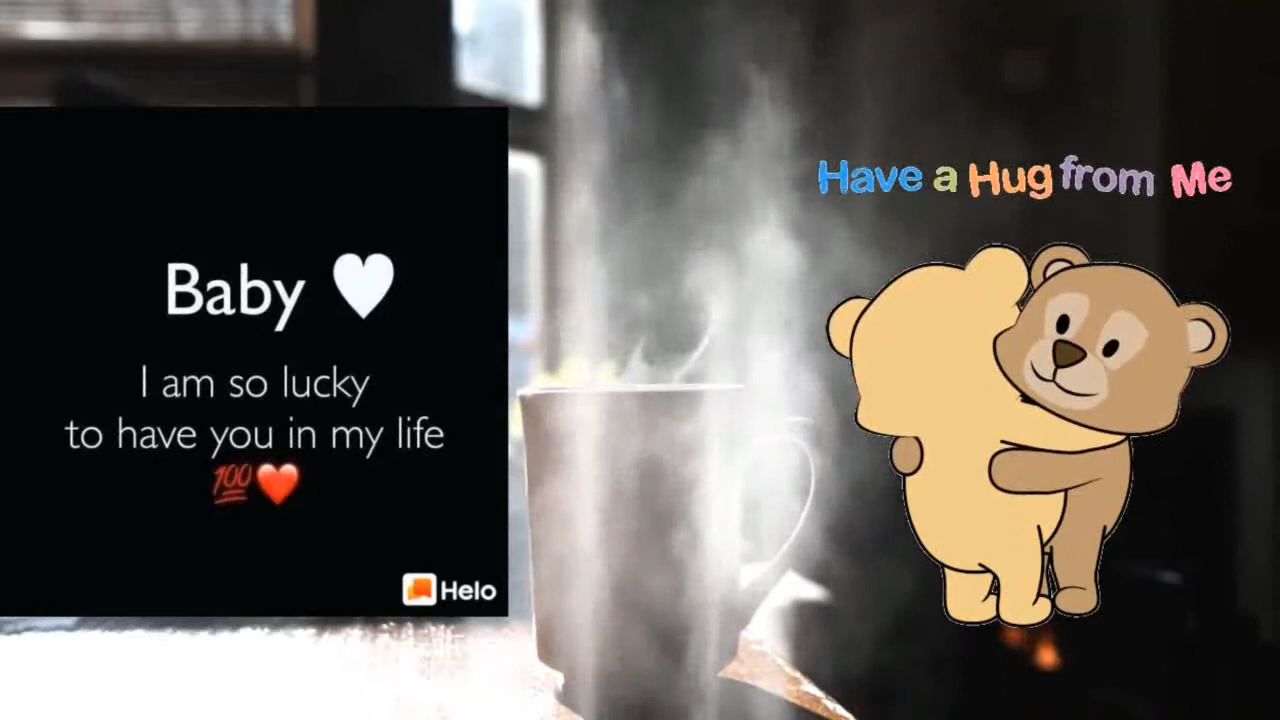 Baby 🤍
I am so lucky
to have you in my life
💯❤️
Helo
Have a Hug from Me